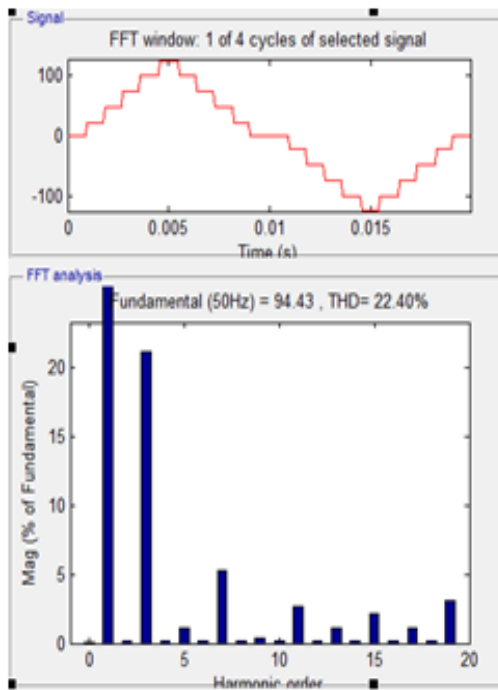 Signal
FFT window: 1 of 4 cycles of selected signal
100
0
-100
0
0.005
0.01
0.015
Time (s)
FFT analysis
Fundamental (50Hz) = 94.43 , THD= 22.40%
Mag (% of Fundamental)
20
15
10
5
0
0
5
10
15
20
Harmonic order